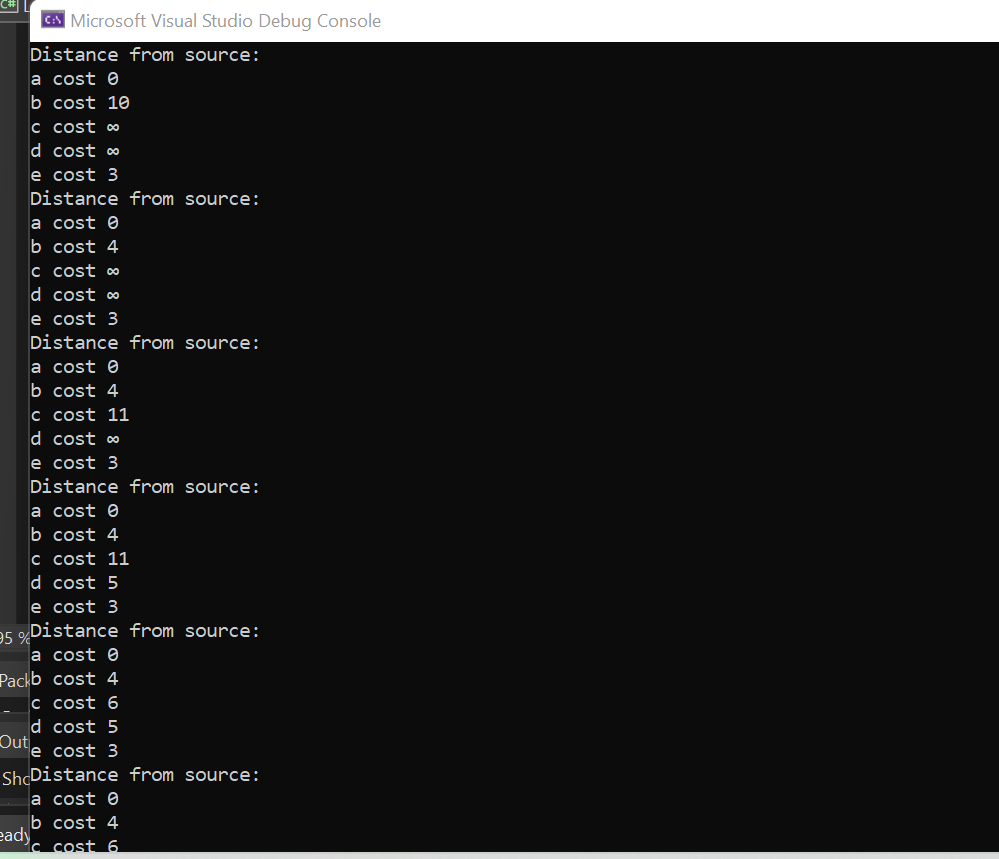 C#
Microsoft Visual Studio Debug Console
Distance from source:
a cost 0
b cost 10
c cost ∞
d cost ∞
e cost 3
Distance from source:
a cost 0
b cost 4
c cost ∞
d cost ∞
e cost 3
Distance from source:
a cost 0
b cost 4
c cost 11
d cost ∞
e cost 3
Distance from source:
a cost 0
b cost 4
c cost 11
d cost 5
e cost 3
Distance from source:
95 %
a cost 0
Pack
b cost 4
c cost 6
d cost 5
Out
e cost 3
Distance from source:
Sho
a cost 0
b cost 4
eady
c cost 6